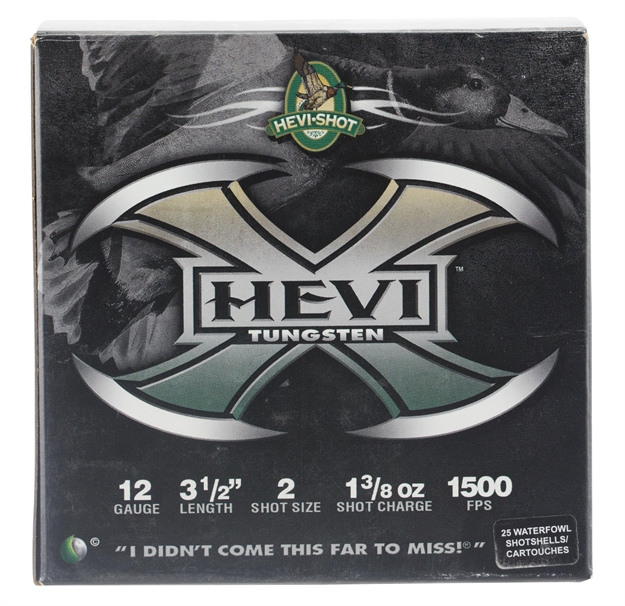 HEVI·SHOT
HEVI
™
TUNGSTEN
12 3 1/2” 2 1 3/8 OZ 1500
GAUGE LENGTH SHOT SIZE SHOT CHARGE FPS
©
"I DIDN'T COME THIS FAR TO MISS!® "
25 WATERFOWL
SHOTSHELLS/
CARTOUCHES